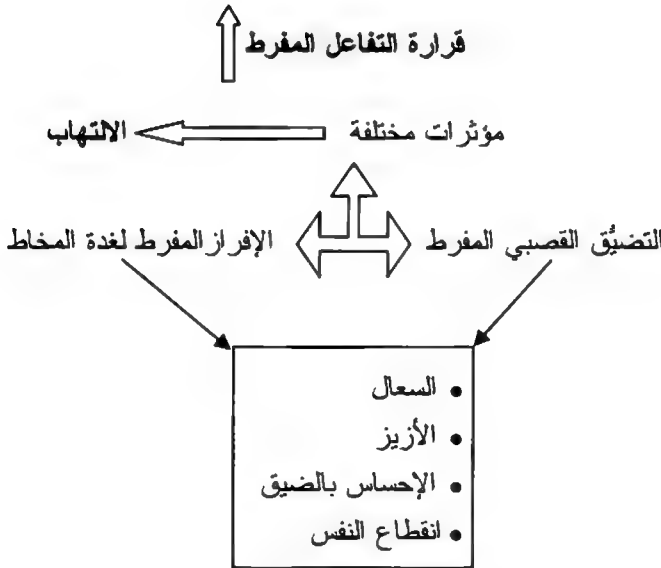 قرارة التفاعل المفرط
مؤثرات مختلفة
الالتهاب
التضيُّق القصبي المفرط
الإفراز المفرط لغدة المخاط
• السعال
• الأزيز
• الإحساس بالضيق
• انقطاع النفس